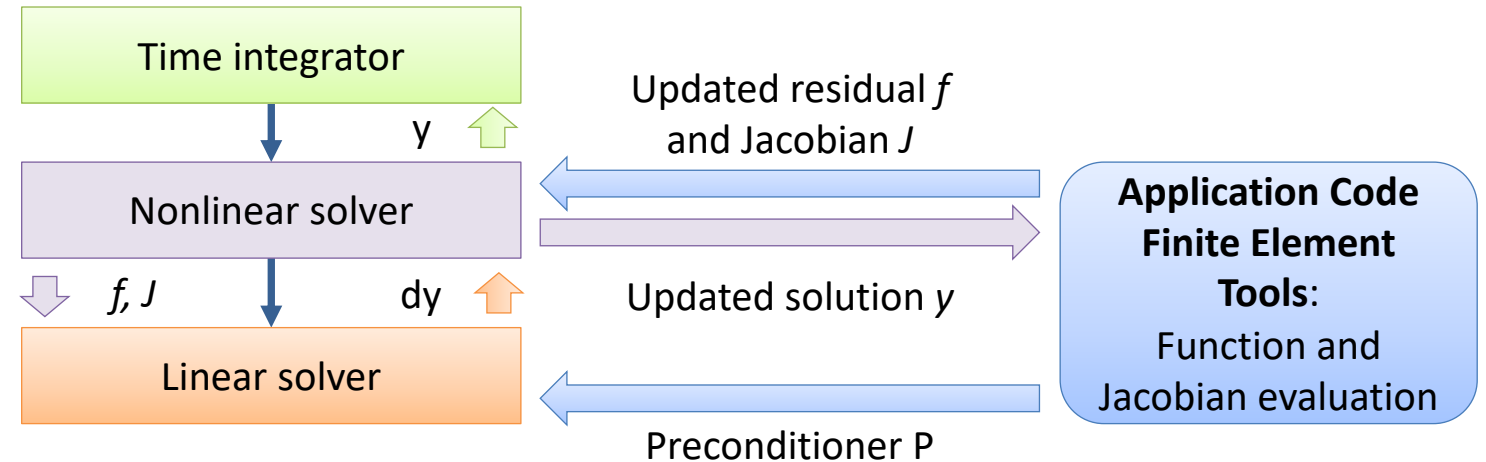 Time integrator
y
Nonlinear solver
f, J
dy
Linear solver
Updated residual f
and Jacobian J
Updated solution y
Preconditioner P
Application Code
Finite Element
Tools:
Function and
Jacobian evaluation